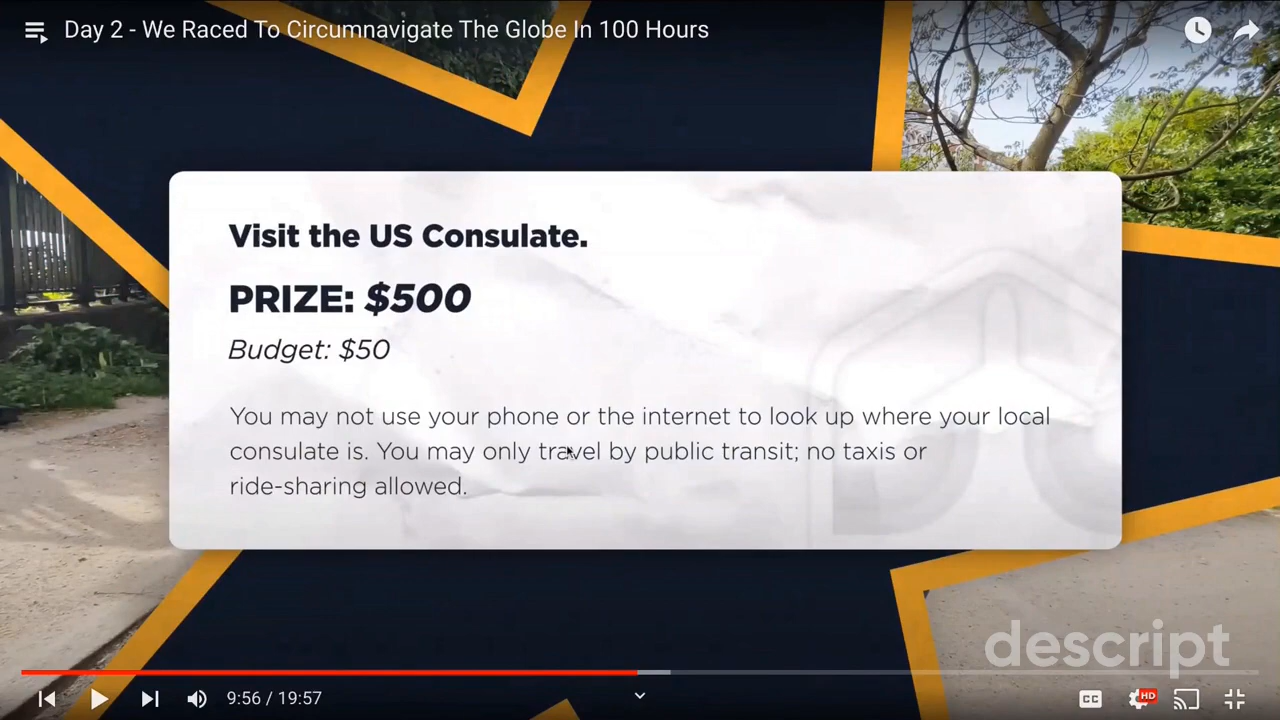 Day 2 - We Raced To Circumnavigate The Globe In 100 Hours
Visit the US Consulate.
PRIZE: $500
Budget: $50
You may not use your phone or the internet to look up where your local
consulate is. You may only travel by public transit; no taxis or
ride-sharing allowed.
descript
9:56 / 19:57
CC
HD